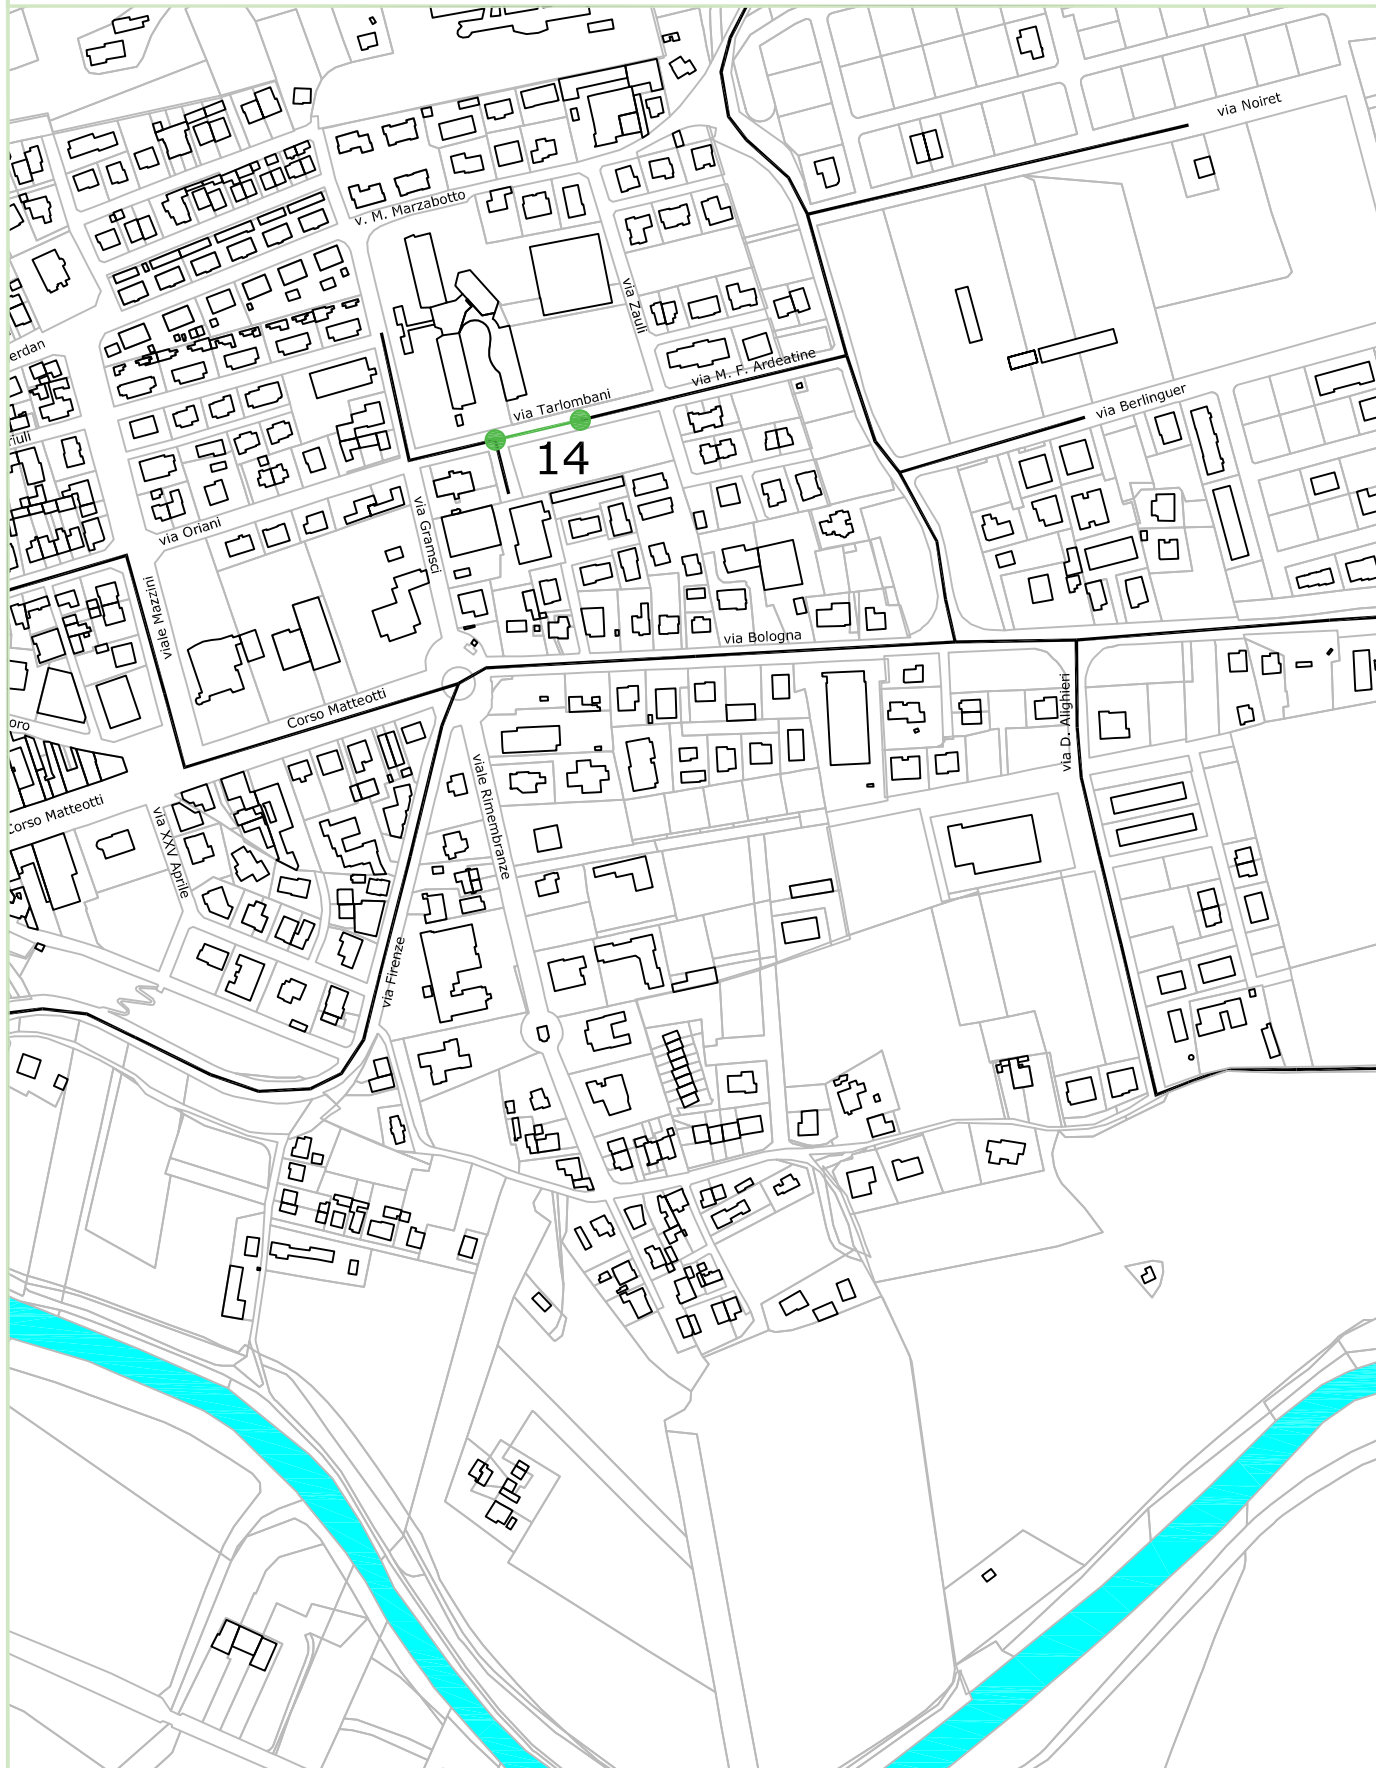 via Noiret
v. M. Marzabotto
via Zauli
erdan
via M. F. Ardeatine
via Berlinguer
via Tarlombani
riuli
14
via Oriani
via Gramsci
viale Mazzini
via Bologna
Corso Matteotti
via D. Alighieri
oro
viale Rimembranze
Corso Matteotti
via XXV Aprile
via Firenze